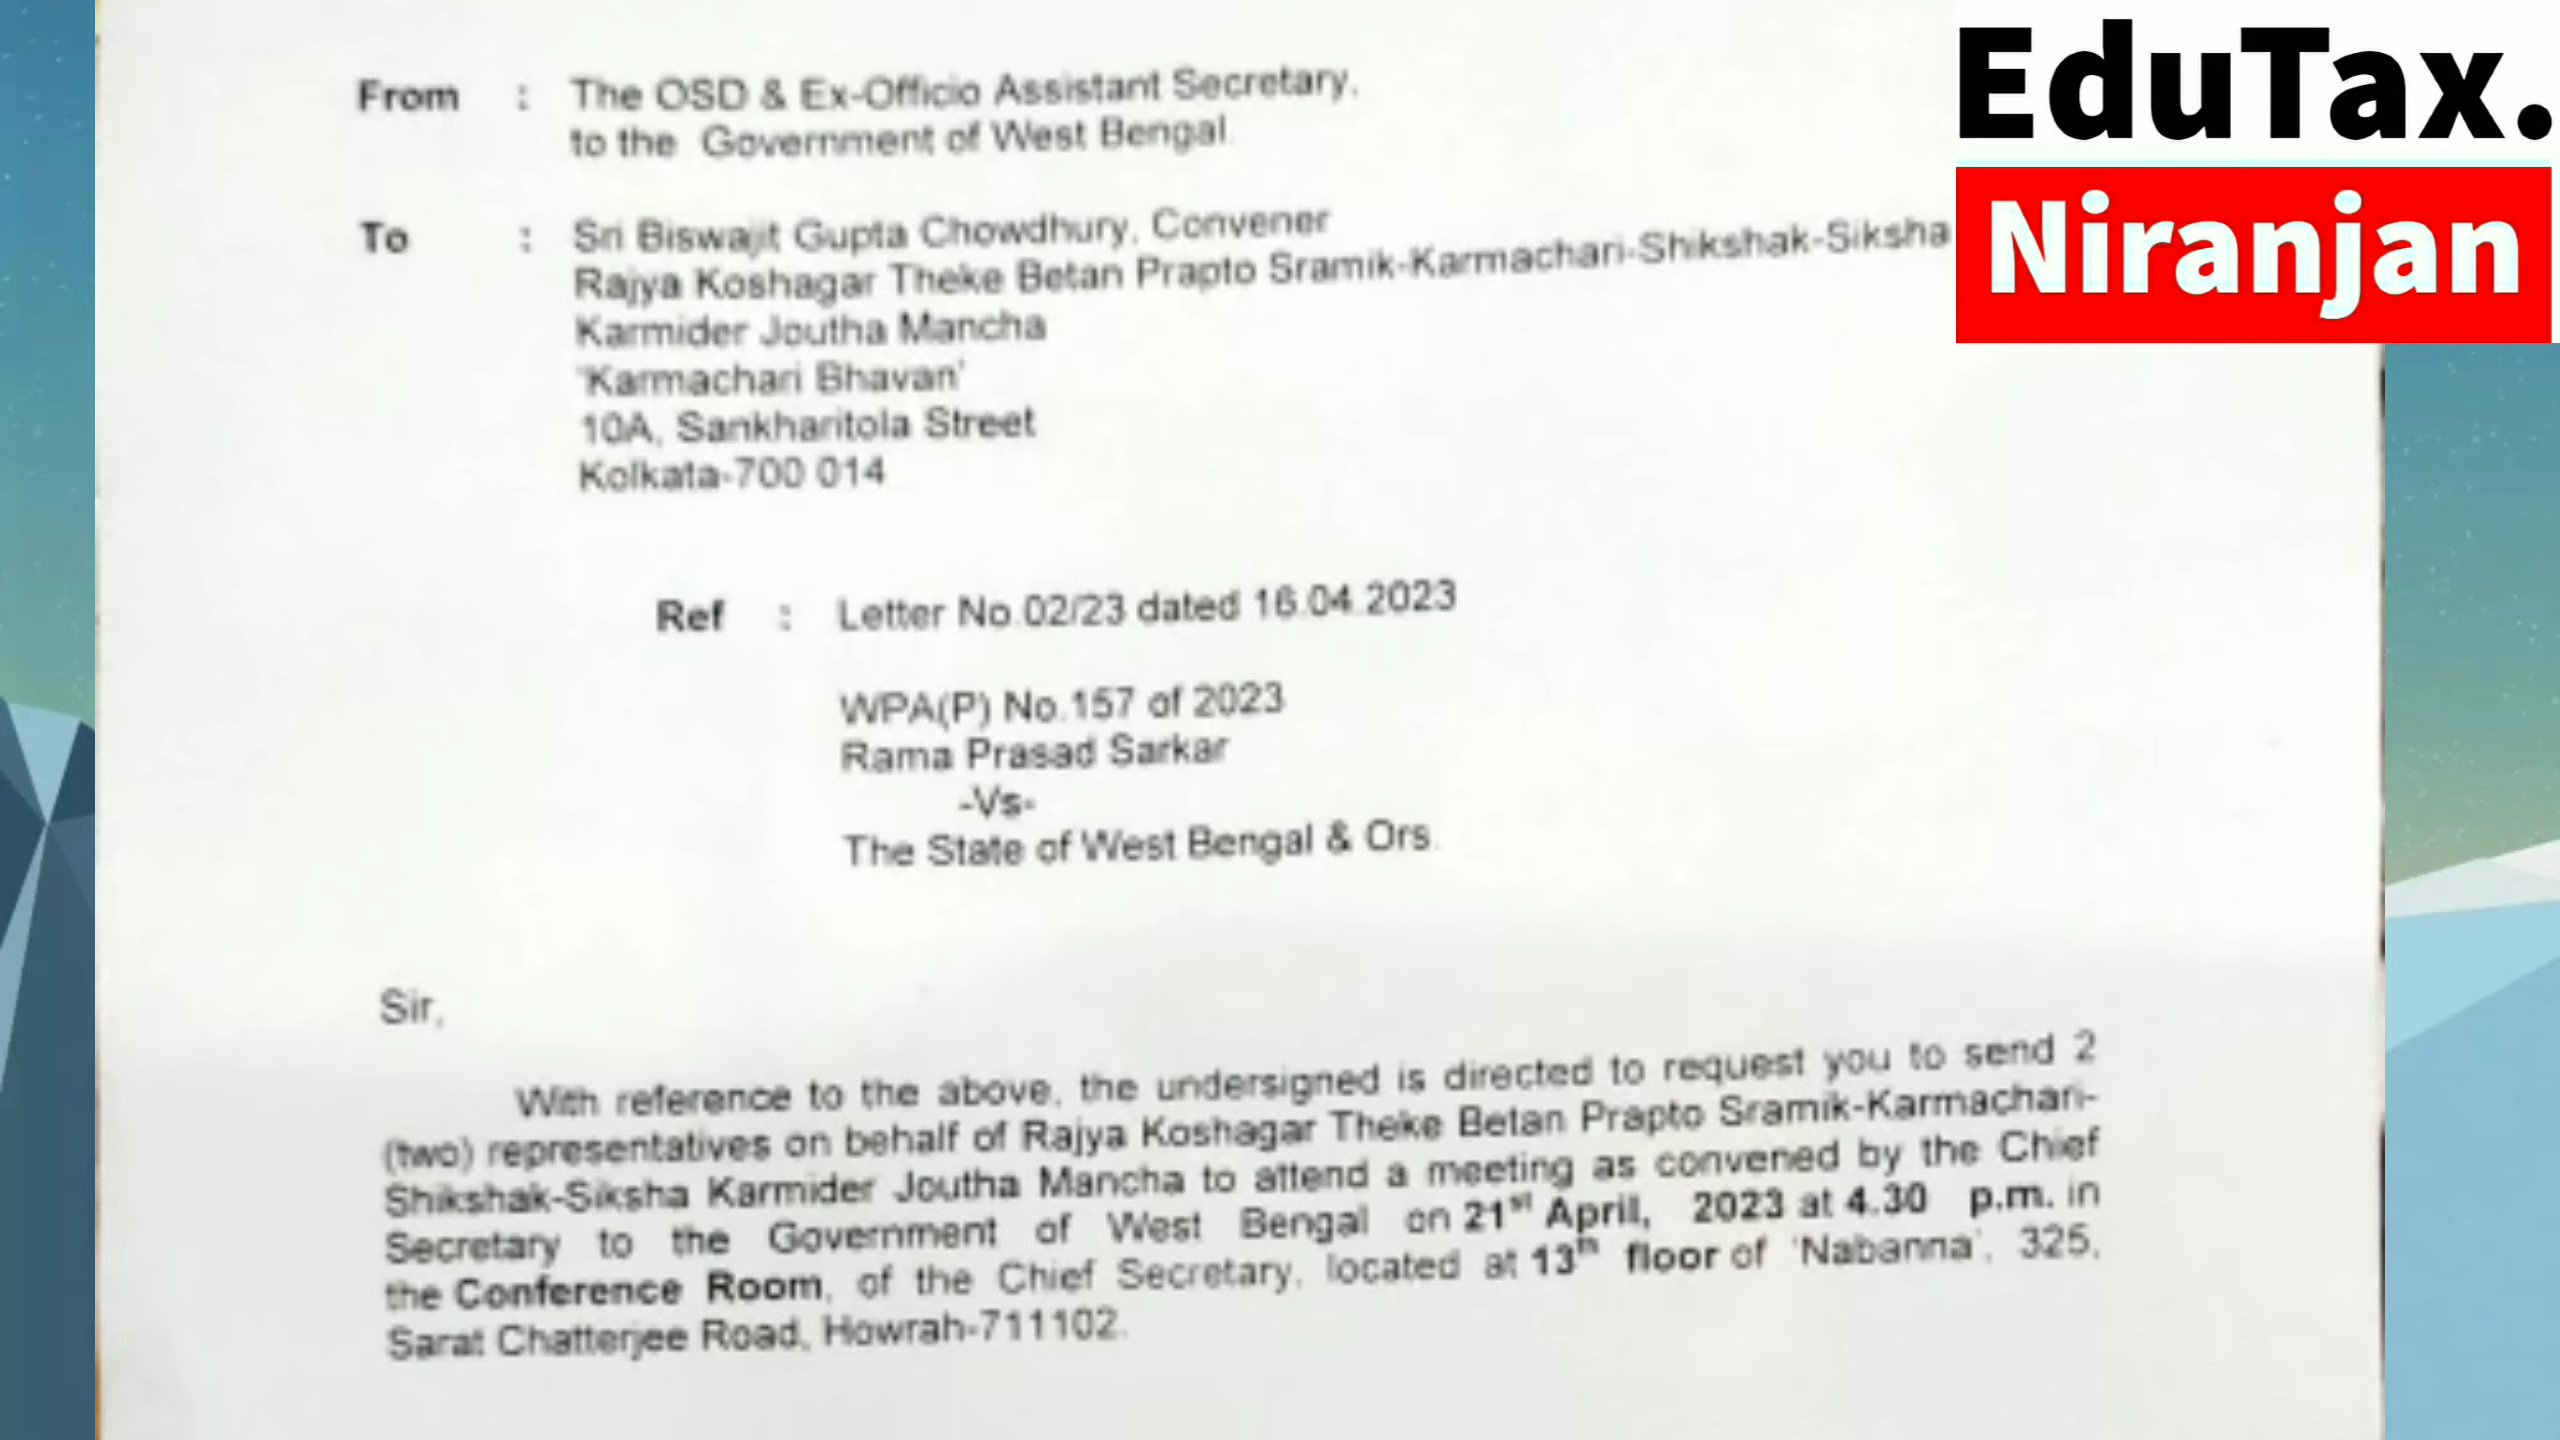 EduTax.
Niranjan
From : The OSD & Ex-Officio Assistant Secretary,
to the Government of West Bengal.
To : Sri Biswajit Gupta Chowdhury, Convener
Rajya Koshagar Theke Betan Prapto Sramik-Karmachari-Shikshak-Siksha
Karmider Joutha Mancha
'Karmachari Bhavan'
10A, Sankharitola Street
Kolkata-700 014
Ref : Letter No.02/23 dated 16.04.2023
WPA(P) No.157 of 2023
Rama Prasad Sarkar
-Vs-
The State of West Bengal & Ors.
Sir,
With reference to the above, the undersigned is directed to request you to send 2
(two) representatives on behalf of Rajya Koshagar Theke Betan Prapto Sramik-Karmachari-
Shikshak-Siksha Karmider Joutha Mancha to attend a meeting as convened by the Chief
Secretary to the Government of West Bengal on 21st April, 2023 at 4.30 p.m. in
the Conference Room, of the Chief Secretary, located at 13th floor of 'Nabanna', 325,
Sarat Chatterjee Road, Howrah-711102.